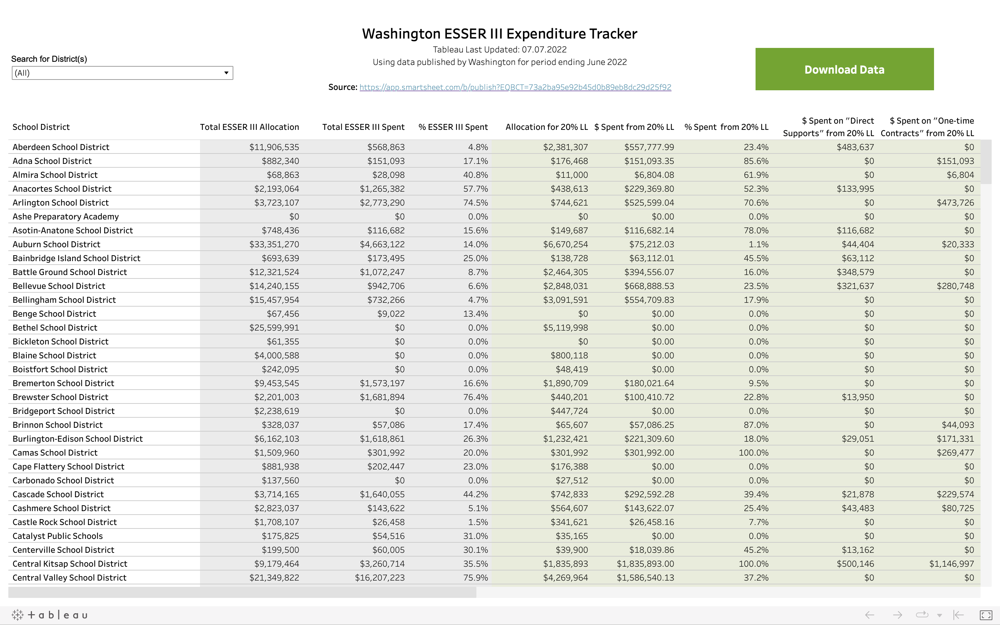 Washington ESSER III Expenditure Tracker
Tableau Last Updated: 07.07.2022
Using data published by Washington for period ending June 2022
Source: https://app.smartsheet.com/b/publish?EQBCT=73a2ba95e92b45d0b89eb8dc29d25f92
Search for District(s)
(All)
Download Data
School District Total ESSER III Allocation Total ESSER III Spent % ESSER III Spent Allocation for 20% LL $ Spent from 20% LL % Spent from 20% LL $ Spent on "Direct Supports" from 20% LL $ Spent on "One-time Contracts" from 20% LL
Aberdeen School District $11,906,535 $568,863 4.8% $2,381,307 $557,777.99 23.4% $483,637 $0
Adna School District $882,340 $151,093 17.1% $176,468 $151,093.35 85.6% $0 $151,093
Almira School District $68,863 $28,098 40.8% $11,000 $6,804.08 61.9% $0 $6,804
Anacortes School District $2,193,064 $1,265,382 57.7% $438,613 $229,369.80 52.3% $133,995 $0
Arlington School District $3,723,107 $2,773,290 74.5% $744,621 $525,599.04 70.6% $0 $473,726
Ashe Preparatory Academy $0 $0 0.0% $0 $0.00 0.0% $0 $0
Asotin-Anatone School District $748,436 $116,682 15.6% $149,687 $116,682.14 78.0% $116,682 $0
Auburn School District $33,351,270 $4,663,122 14.0% $6,670,254 $75,212.03 1.1% $44,404 $20,333
Bainbridge Island School District $693,639 $173,495 25.0% $138,728 $63,112.01 45.5% $63,112 $0
Battle Ground School District $12,321,524 $1,072,247 8.7% $2,464,305 $394,556.07 16.0% $348,579 $0
Bellevue School District $14,240,155 $942,706 6.6% $2,848,031 $668,888.53 23.5% $321,637 $280,748
Bellingham School District $15,457,954 $732,266 4.7% $3,091,591 $554,709.83 17.9% $0 $0
Benge School District $67,456 $9,022 13.4% $0 $0.00 0.0% $0 $0
Bethel School District $25,599,991 $0 0.0% $5,119,998 $0.00 0.0% $0 $0
Bickleton School District $61,355 $0 0.0% $0 $0.00 0.0% $0 $0
Blaine School District $4,000,588 $0 0.0% $800,118 $0.00 0.0% $0 $0
Boistfort School District $242,095 $0 0.0% $48,419 $0.00 0.0% $0 $0
Bremerton School District $9,453,545 $1,573,197 16.6% $1,890,709 $180,021.64 9.5% $0 $0
Brewster School District $2,201,003 $1,681,894 76.4% $440,201 $100,410.72 22.8% $13,950 $0
Bridgeport School District $2,238,619 $0 0.0% $447,724 $0.00 0.0% $0 $0
Brinnon School District $328,037 $57,086 17.4% $65,607 $57,086.25 87.0% $0 $44,093
Burlington-Edison School District $6,162,103 $1,618,861 26.3% $1,232,421 $221,309.60 18.0% $29,051 $171,331
Camas School District $1,509,960 $301,992 20.0% $301,992 $301,992.00 100.0% $0 $269,477
Cape Flattery School District $881,938 $202,447 23.0% $176,388 $0.00 0.0% $0 $0
Carbonado School District $137,560 $0 0.0% $27,512 $0.00 0.0% $0 $0
Cascade School District $3,714,165 $1,640,055 44.2% $742,833 $292,592.28 39.4% $21,878 $229,574
Cashmere School District $2,823,037 $143,622 5.1% $564,607 $143,622.07 25.4% $43,483 $80,725
Castle Rock School District $1,708,107 $26,458 1.5% $341,621 $26,458.16 7.7% $0 $0
Catalyst Public Schools $175,825 $54,516 31.0% $35,165 $0.00 0.0% $0 $0
Centerville School District $199,500 $60,005 30.1% $39,900 $18,039.86 45.2% $13,162 $0
Central Kitsap School District $9,179,464 $3,260,714 35.5% $1,835,893 $1,835,893.00 100.0% $500,146 $1,146,997
Central Valley School District $21,349,822 $16,207,223 75.9% $4,269,964 $1,586,540.13 37.2% $0 $0
+ableau